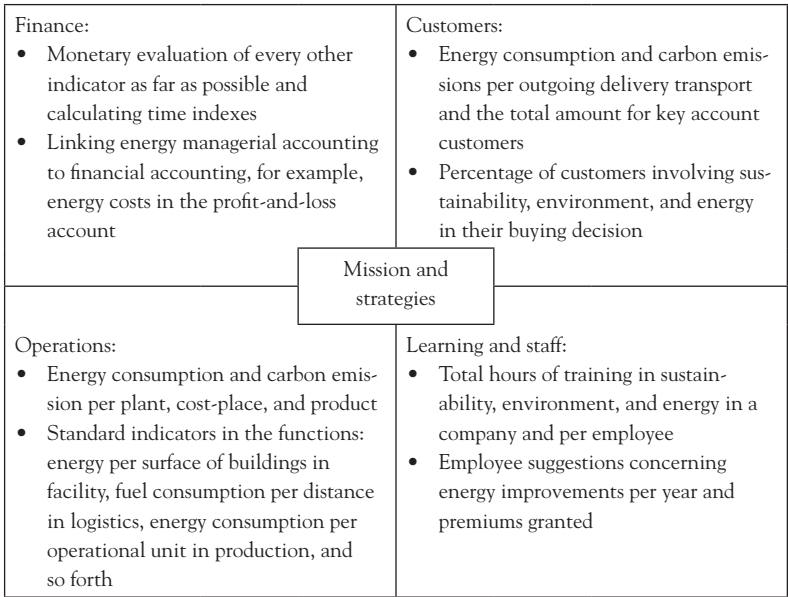 Finance:
• Monetary evaluation of every other
indicator as far as possible and
calculating time indexes
• Linking energy managerial accounting
to financial accounting, for example,
energy costs in the profit-and-loss
account
Customers:
• Energy consumption and carbon emis-
sions per outgoing delivery transport
and the total amount for key account
customers
• Percentage of customers involving sus-
tainability, environment, and energy
in their buying decision
Mission and
strategies
Operations:
• Energy consumption and carbon emis-
sion per plant, cost-place, and product
• Standard indicators in the functions:
energy per surface of buildings in
facility, fuel consumption per distance
in logistics, energy consumption per
operational unit in production, and
so forth
Learning and staff:
• Total hours of training in sustain-
ability, environment, and energy in a
company and per employee
• Employee suggestions concerning
energy improvements per year and
premiums granted